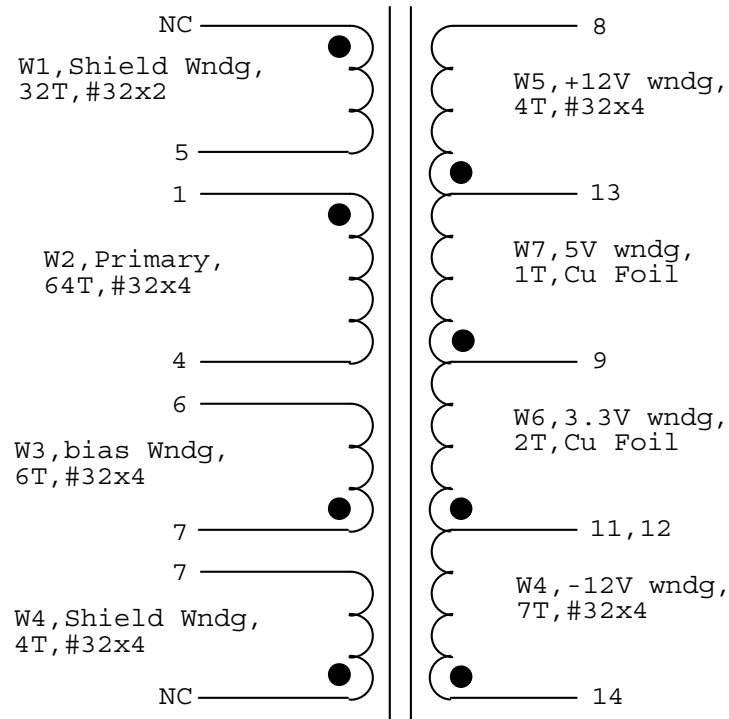 NC
W1,Shield Wndg,
32T,#32x2
5
1
W2,Primary,
64T,#32x4
4
6
W3,bias Wndg,
6T,#32x4
7
7
W4,Shield Wndg,
4T,#32x4
NC
8
W5,+12V wndg,
4T,#32x4
13
W7,5V wndg,
1T,Cu Foil
9
W6,3.3V wndg,
2T,Cu Foil
11,12
W4,-12V wndg,
7T,#32x4
14